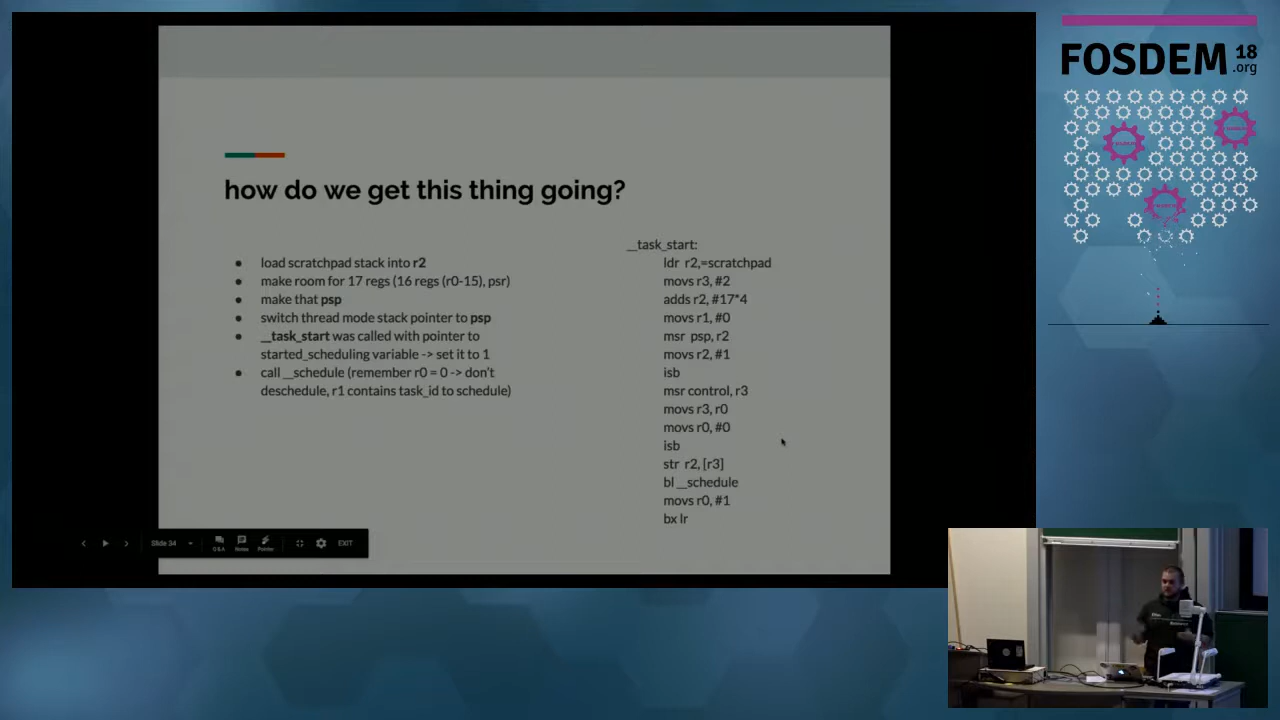 how do we get this thing going?
● load scratchpad stack into r2
● make room for 17 regs (16 regs (r0-15), psr)
● make that psp
● switch thread mode stack pointer to psp
● __task_start was called with pointer to
started_scheduling variable -> set it to 1
● call __schedule (remember r0 = 0 -> don't
deschedule, r1 contains task_id to schedule)
__task_start:
ldr r2,=scratchpad
movs r3, #2
adds r2, #17*4
movs r1, #0
msr psp, r2
movs r2, #1
isb
msr control, r3
movs r3, r0
movs r0, #0
isb
str r2, [r3]
bl __schedule
movs r0, #1
bx lr
Slide 34
Q&A
Notes
Pointer
EXIT
FOSDEM 18
.org